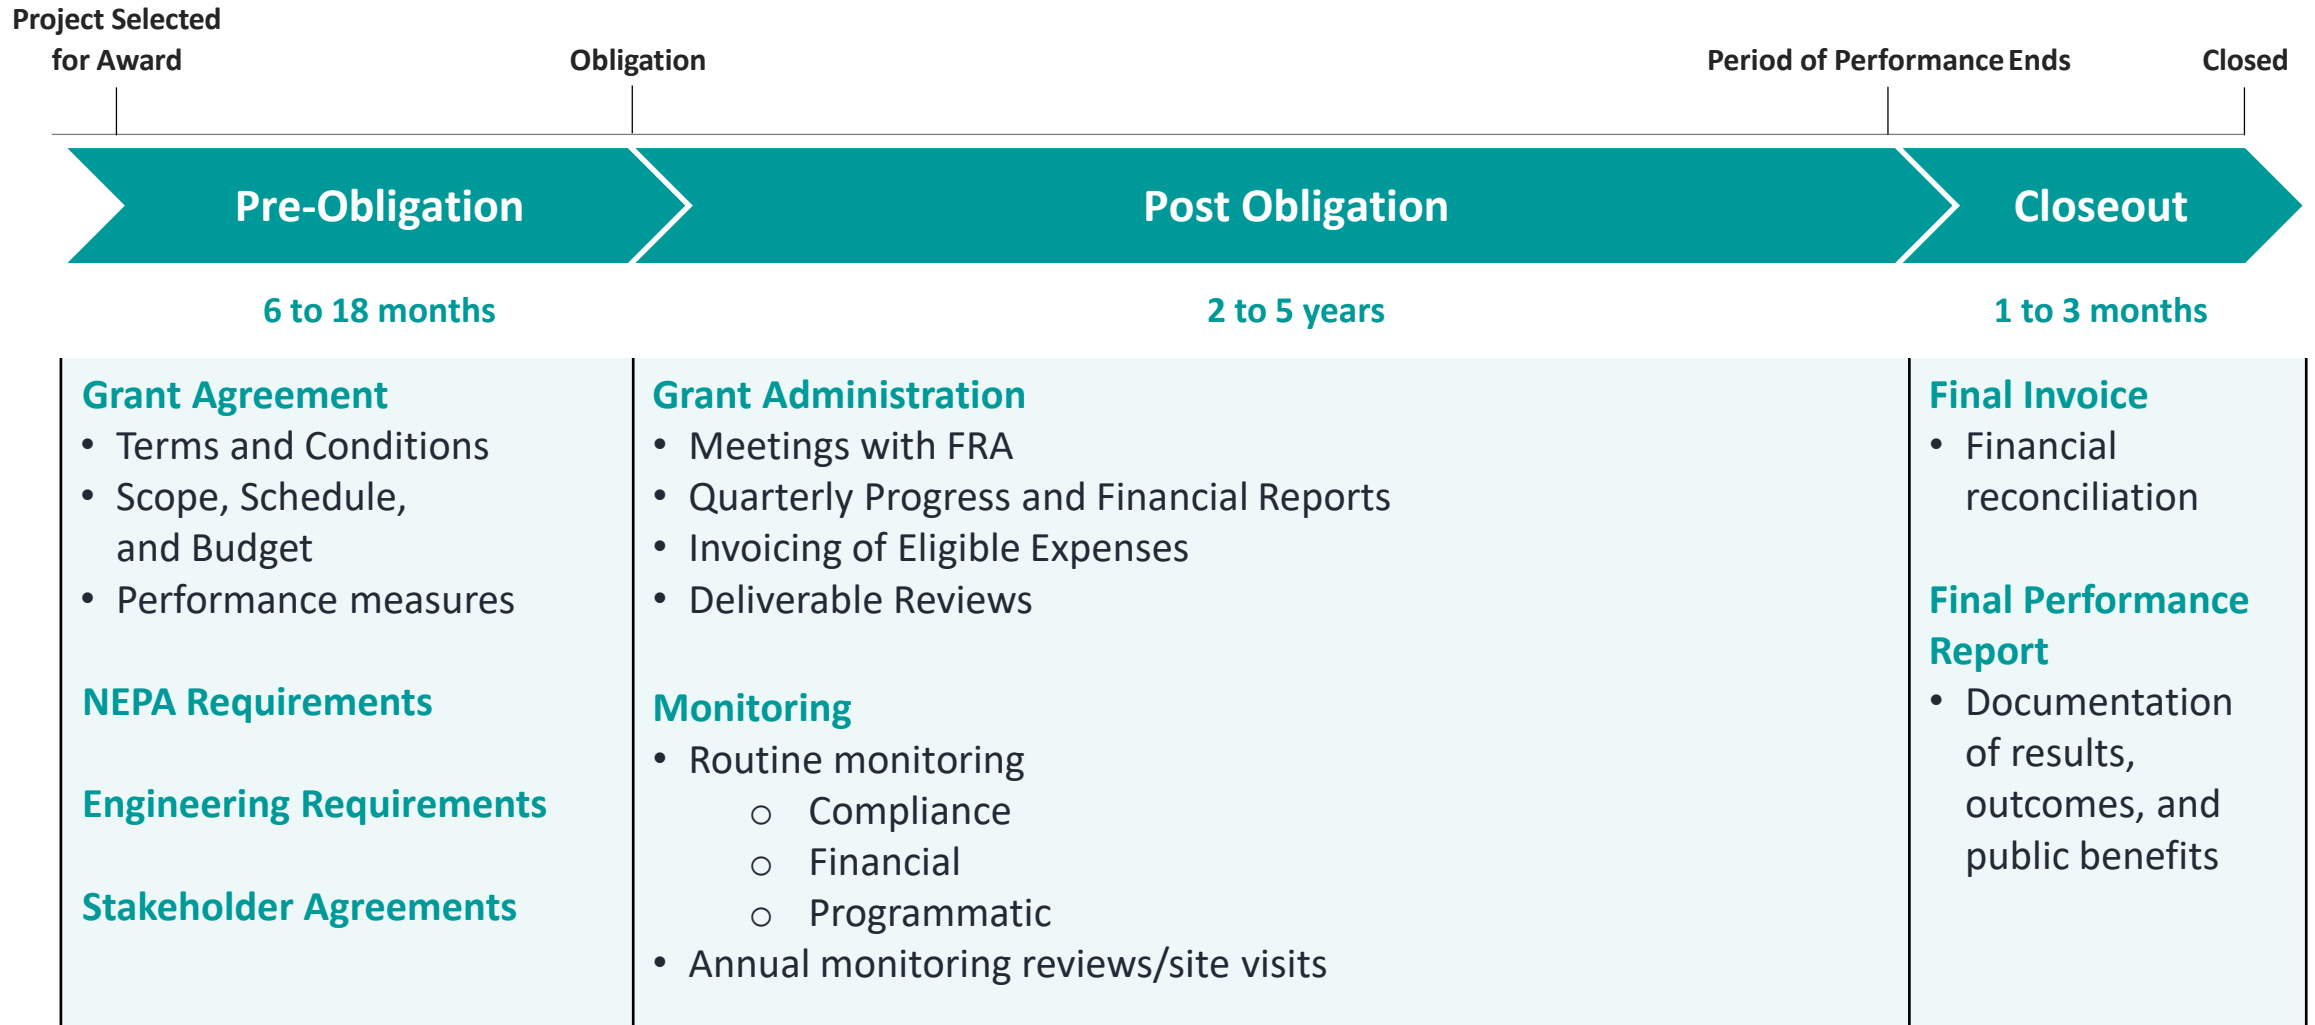 Project Selected
for Award
Obligation
Period of Performance Ends
Closed
Pre-Obligation
Post Obligation
Closeout
6 to 18 months
2 to 5 years
1 to 3 months
Grant Agreement
• Terms and Conditions
• Scope, Schedule,
and Budget
• Performance measures
NEPA Requirements
Engineering Requirements
Stakeholder Agreements
Grant Administration
• Meetings with FRA
• Quarterly Progress and Financial Reports
• Invoicing of Eligible Expenses
• Deliverable Reviews
Monitoring
• Routine monitoring
o Compliance
o Financial
o Programmatic
• Annual monitoring reviews/site visits
Final Invoice
• Financial
reconciliation
Final Performance
Report
• Documentation
of results,
outcomes, and
public benefits